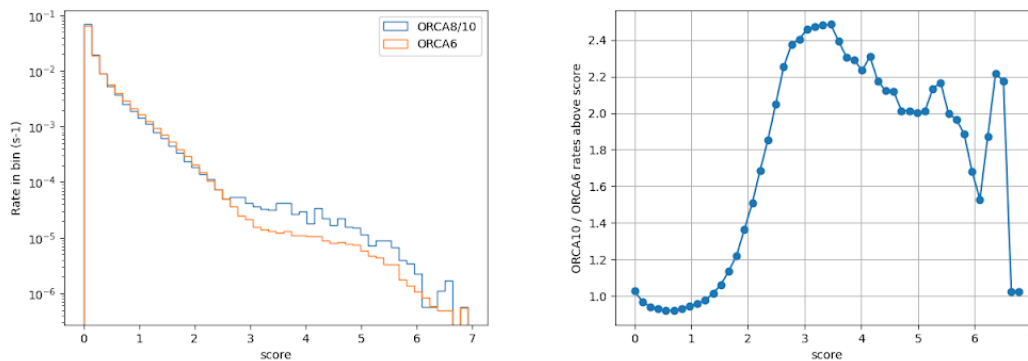 10⁻¹
10⁻²
10⁻³
10⁻⁴
10⁻⁵
10⁻⁶
Rate in bin (s-1)
ORCA8/10
ORCA6
0 1 2 3 4 5 6 7
score
2.4
2.2
2.0
1.8
1.6
1.4
1.2
1.0
ORCA10 / ORCA6 rates above score
0 1 2 3 4 5 6
score